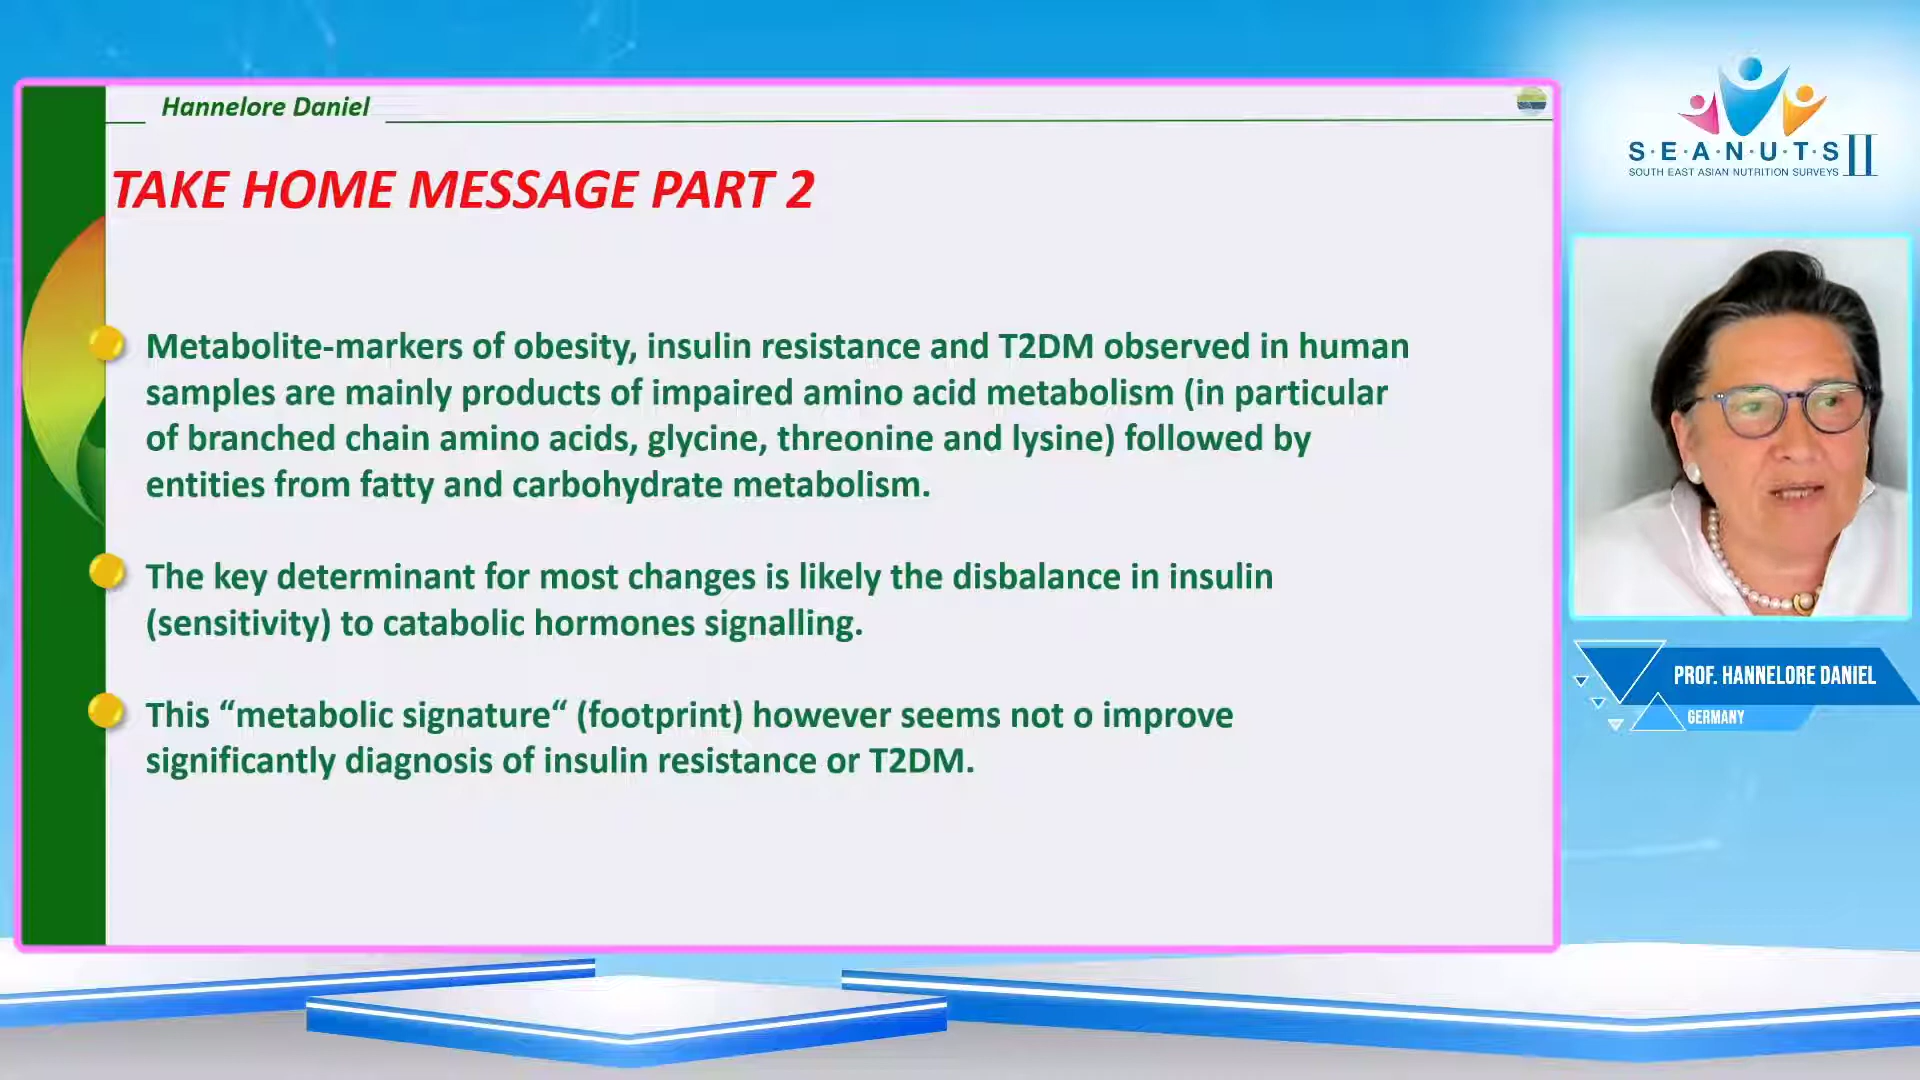 Hannelore Daniel
TAKE HOME MESSAGE PART 2
Metabolite-markers of obesity, insulin resistance and T2DM observed in human
samples are mainly products of impaired amino acid metabolism (in particular
of branched chain amino acids, glycine, threonine and lysine) followed by
entities from fatty and carbohydrate metabolism.
The key determinant for most changes is likely the disbalance in insulin
(sensitivity) to catabolic hormones signalling.
This “metabolic signature“ (footprint) however seems not o improve
significantly diagnosis of insulin resistance or T2DM.
S·E·A·N·U·T·S II
SOUTH EAST ASIAN NUTRITION SURVEYS
PROF. HANNELORE DANIEL
GERMANY